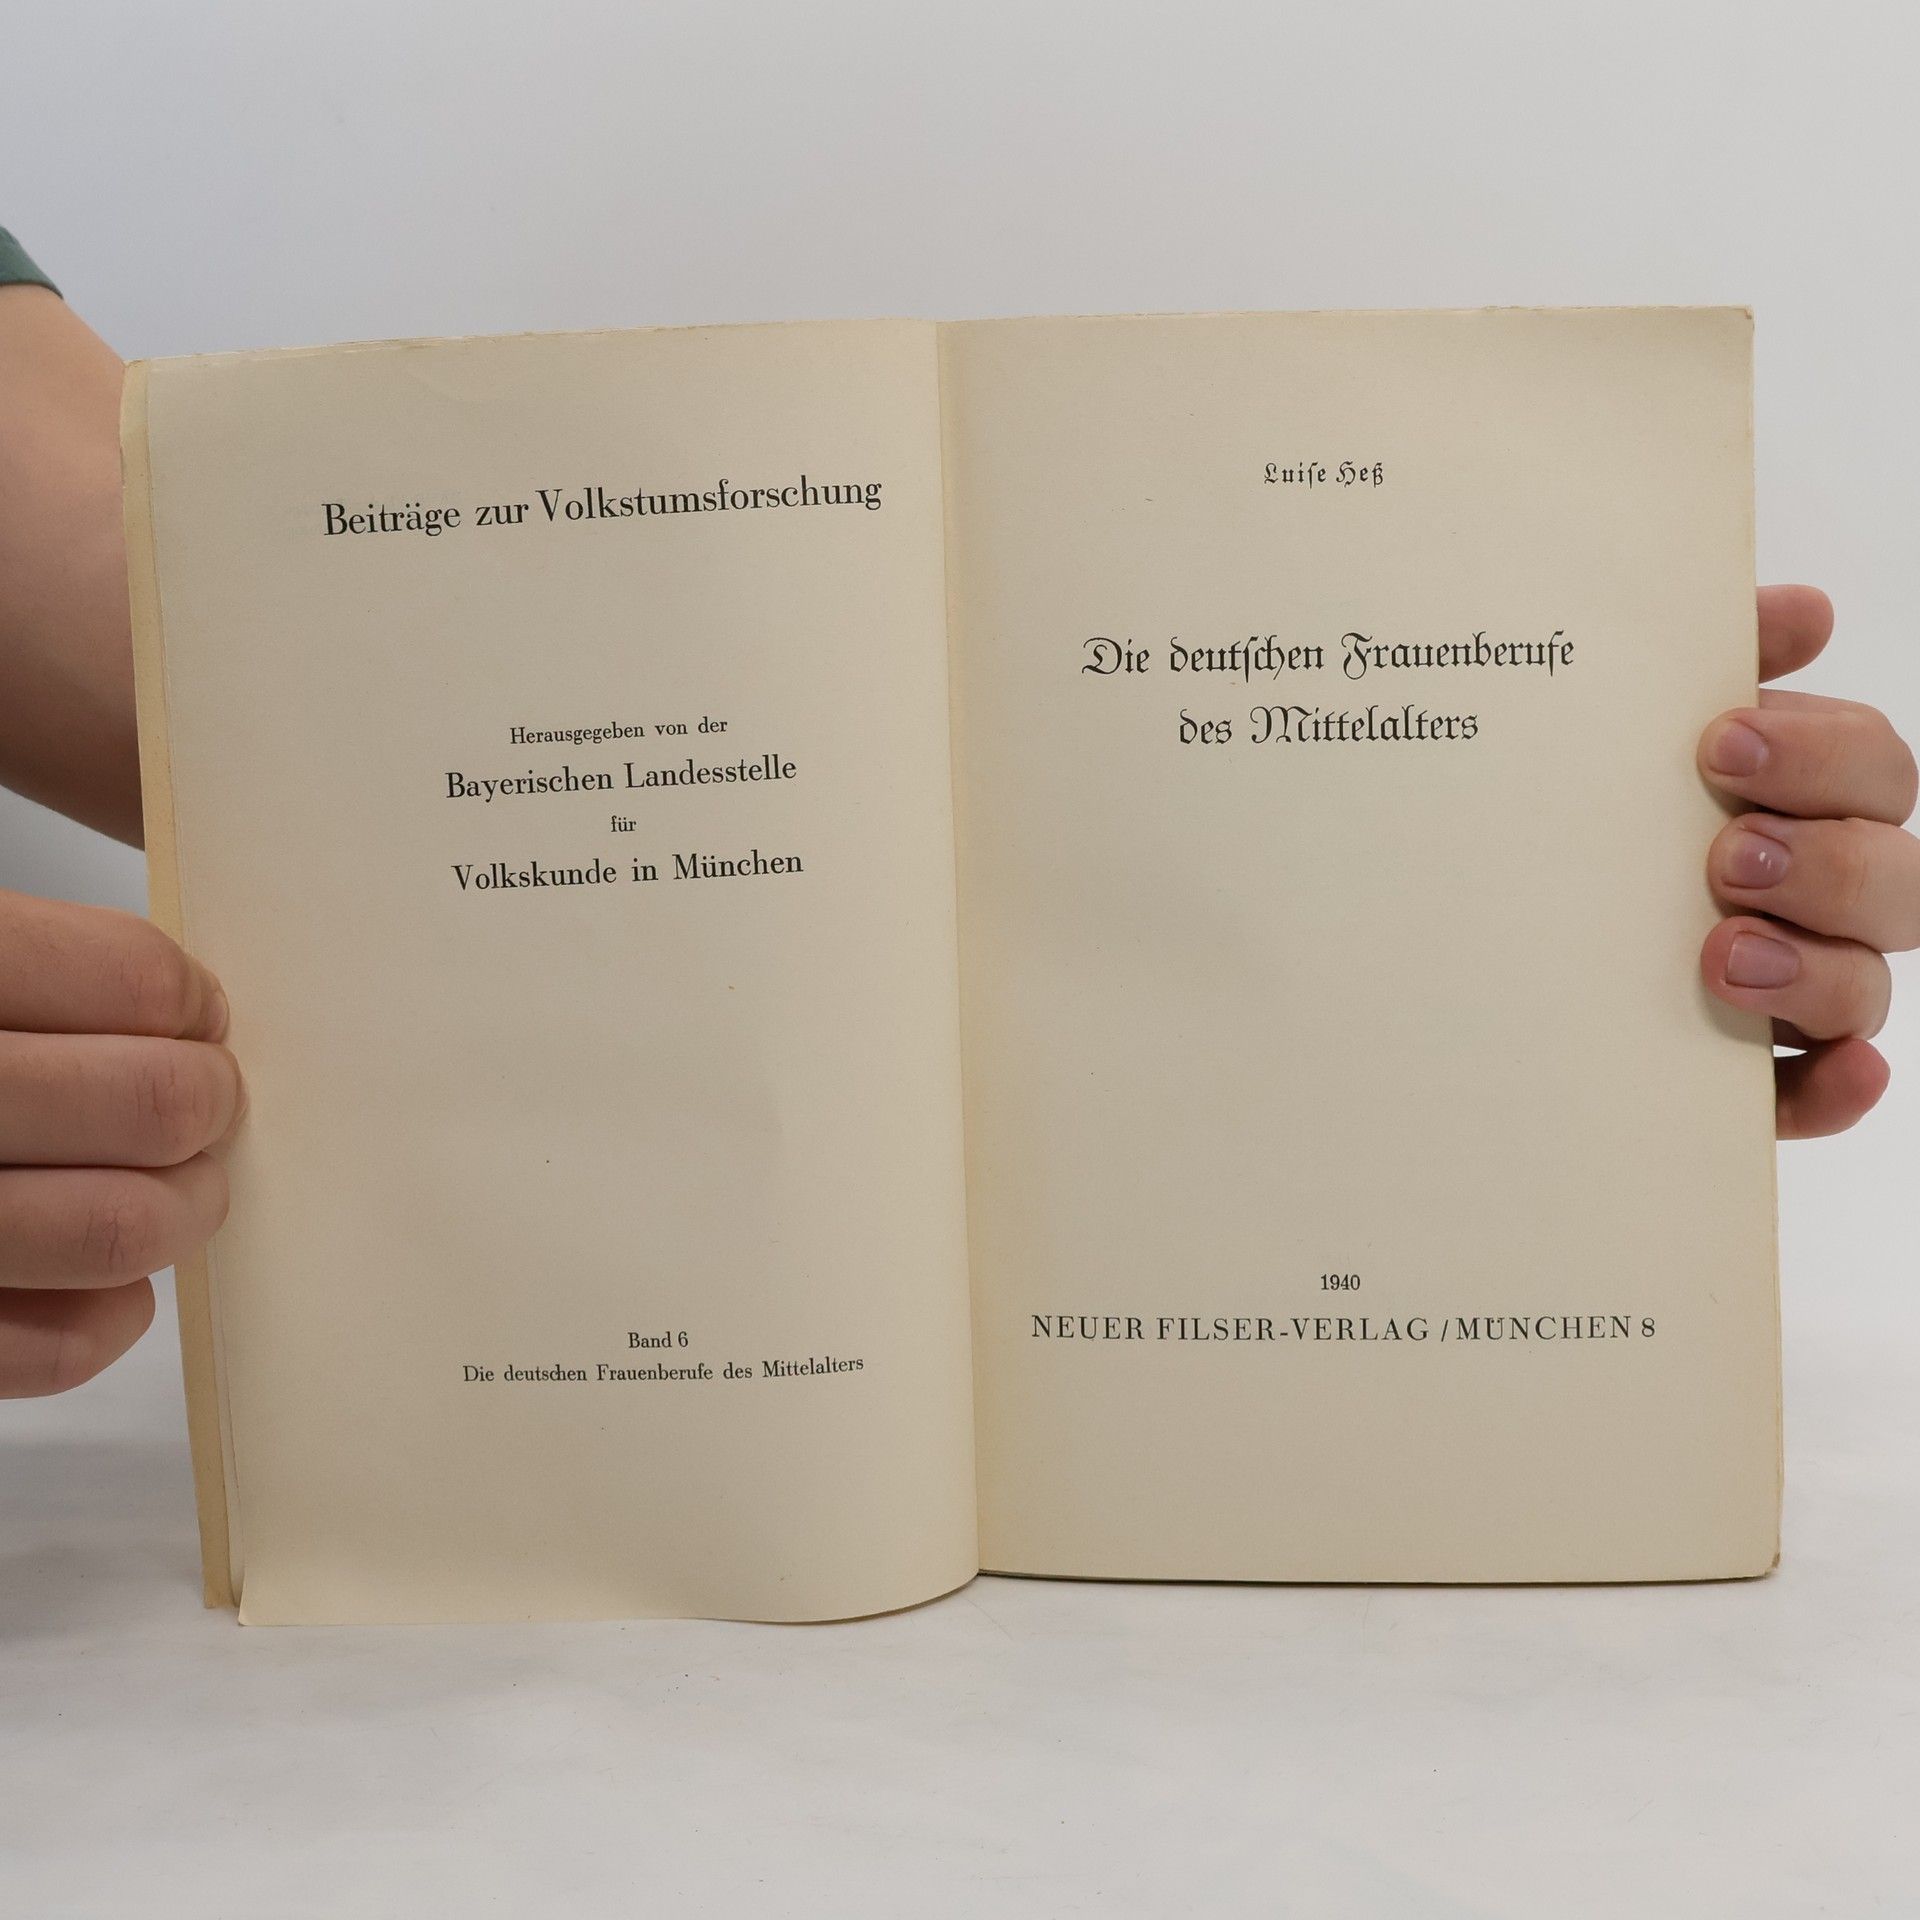 Beiträge zur Volkstumsforschung
Herausgegeben von der
Bayerischen Landesstelle
für
Volkskunde in München
Band 6
Die deutschen Frauenberufe des Mittelalters
Luiſe Heß
Die deutſchen Frauenberufe
des Mittelalters
1940
NEUER FILSER-VERLAG / MÜNCHEN 8